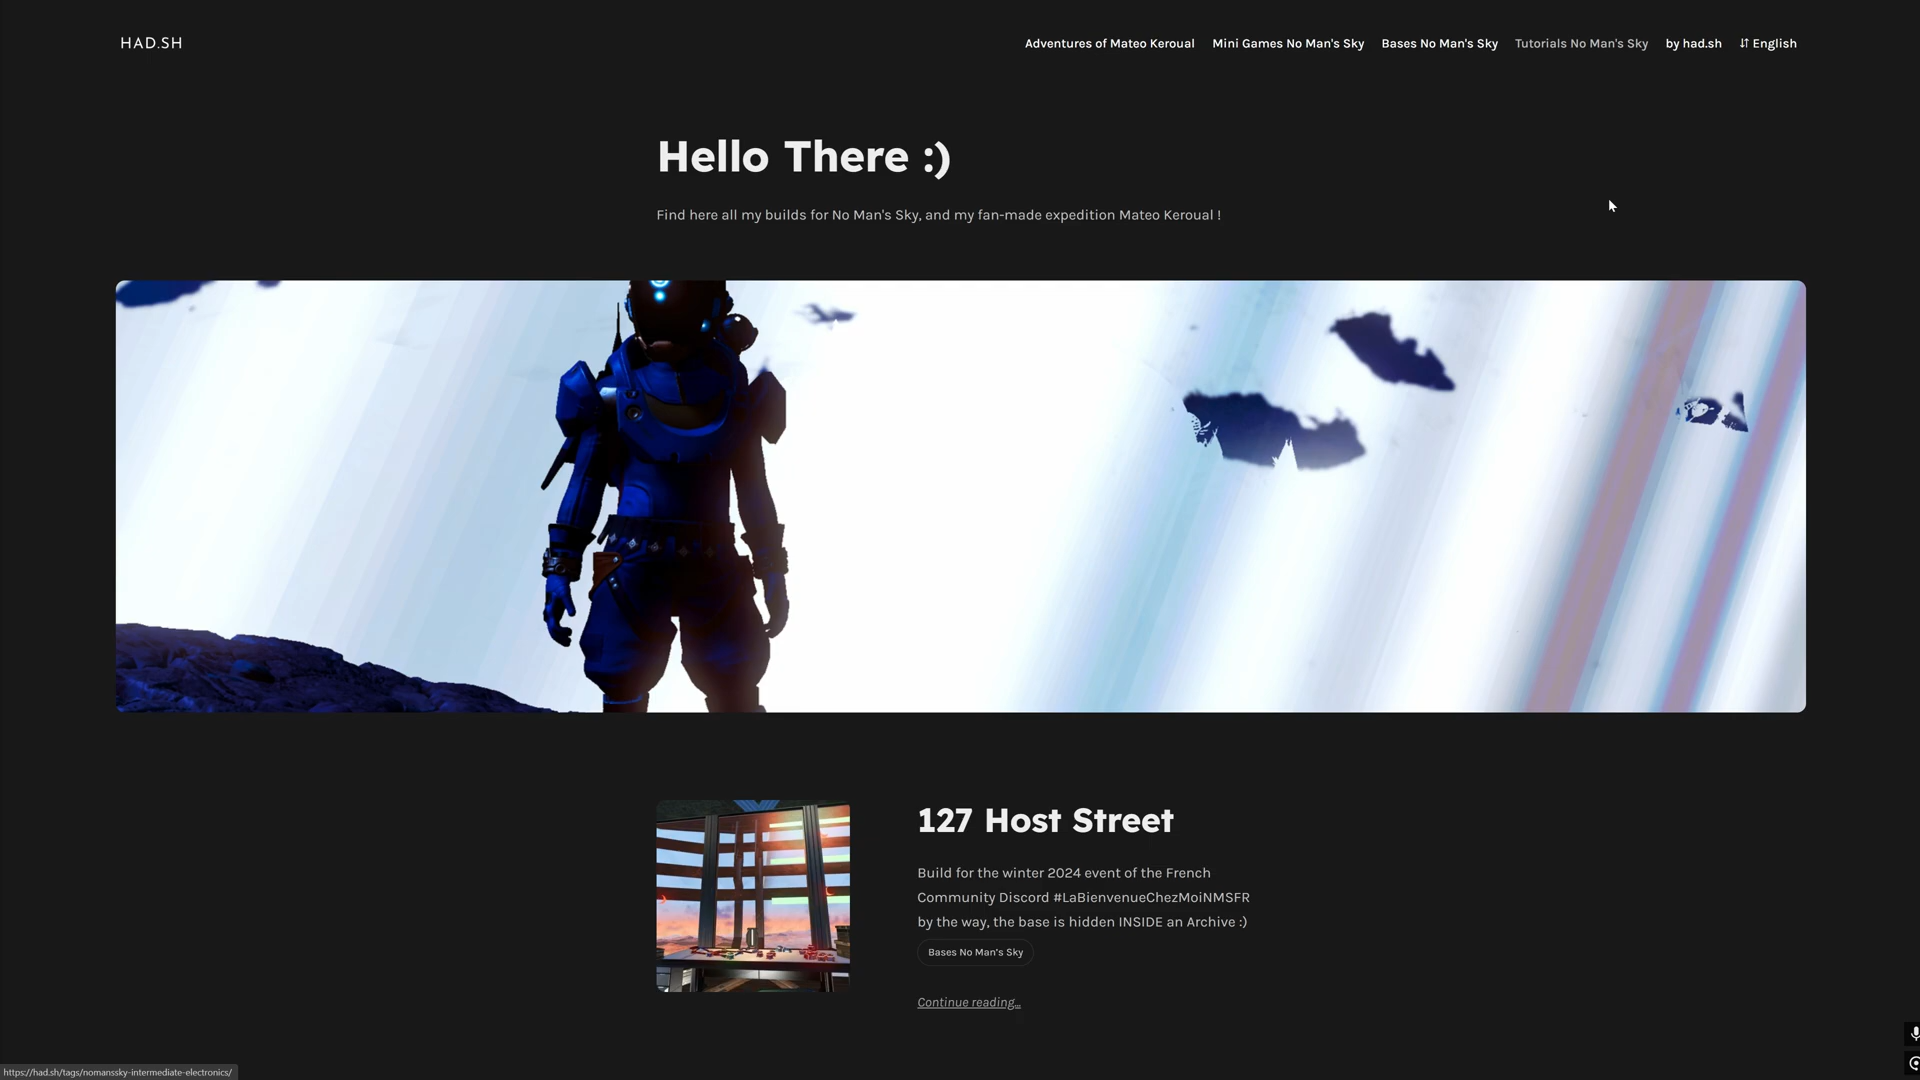 HAD.SH
Adventures of Mateo Keroual
Mini Games No Man's Sky
Bases No Man's Sky
Tutorials No Man's Sky
by had.sh
English
Hello There :)
Find here all my builds for No Man's Sky, and my fan-made expedition Mateo Keroual !
127 Host Street
Build for the winter 2024 event of the French
Community Discord #LaBienvenueChezMoiNMSFR
by the way, the base is hidden INSIDE an Archive :)
Bases No Man's Sky
Continue reading...
https://had.sh/tags/nomanssky-intermediate-electronics/